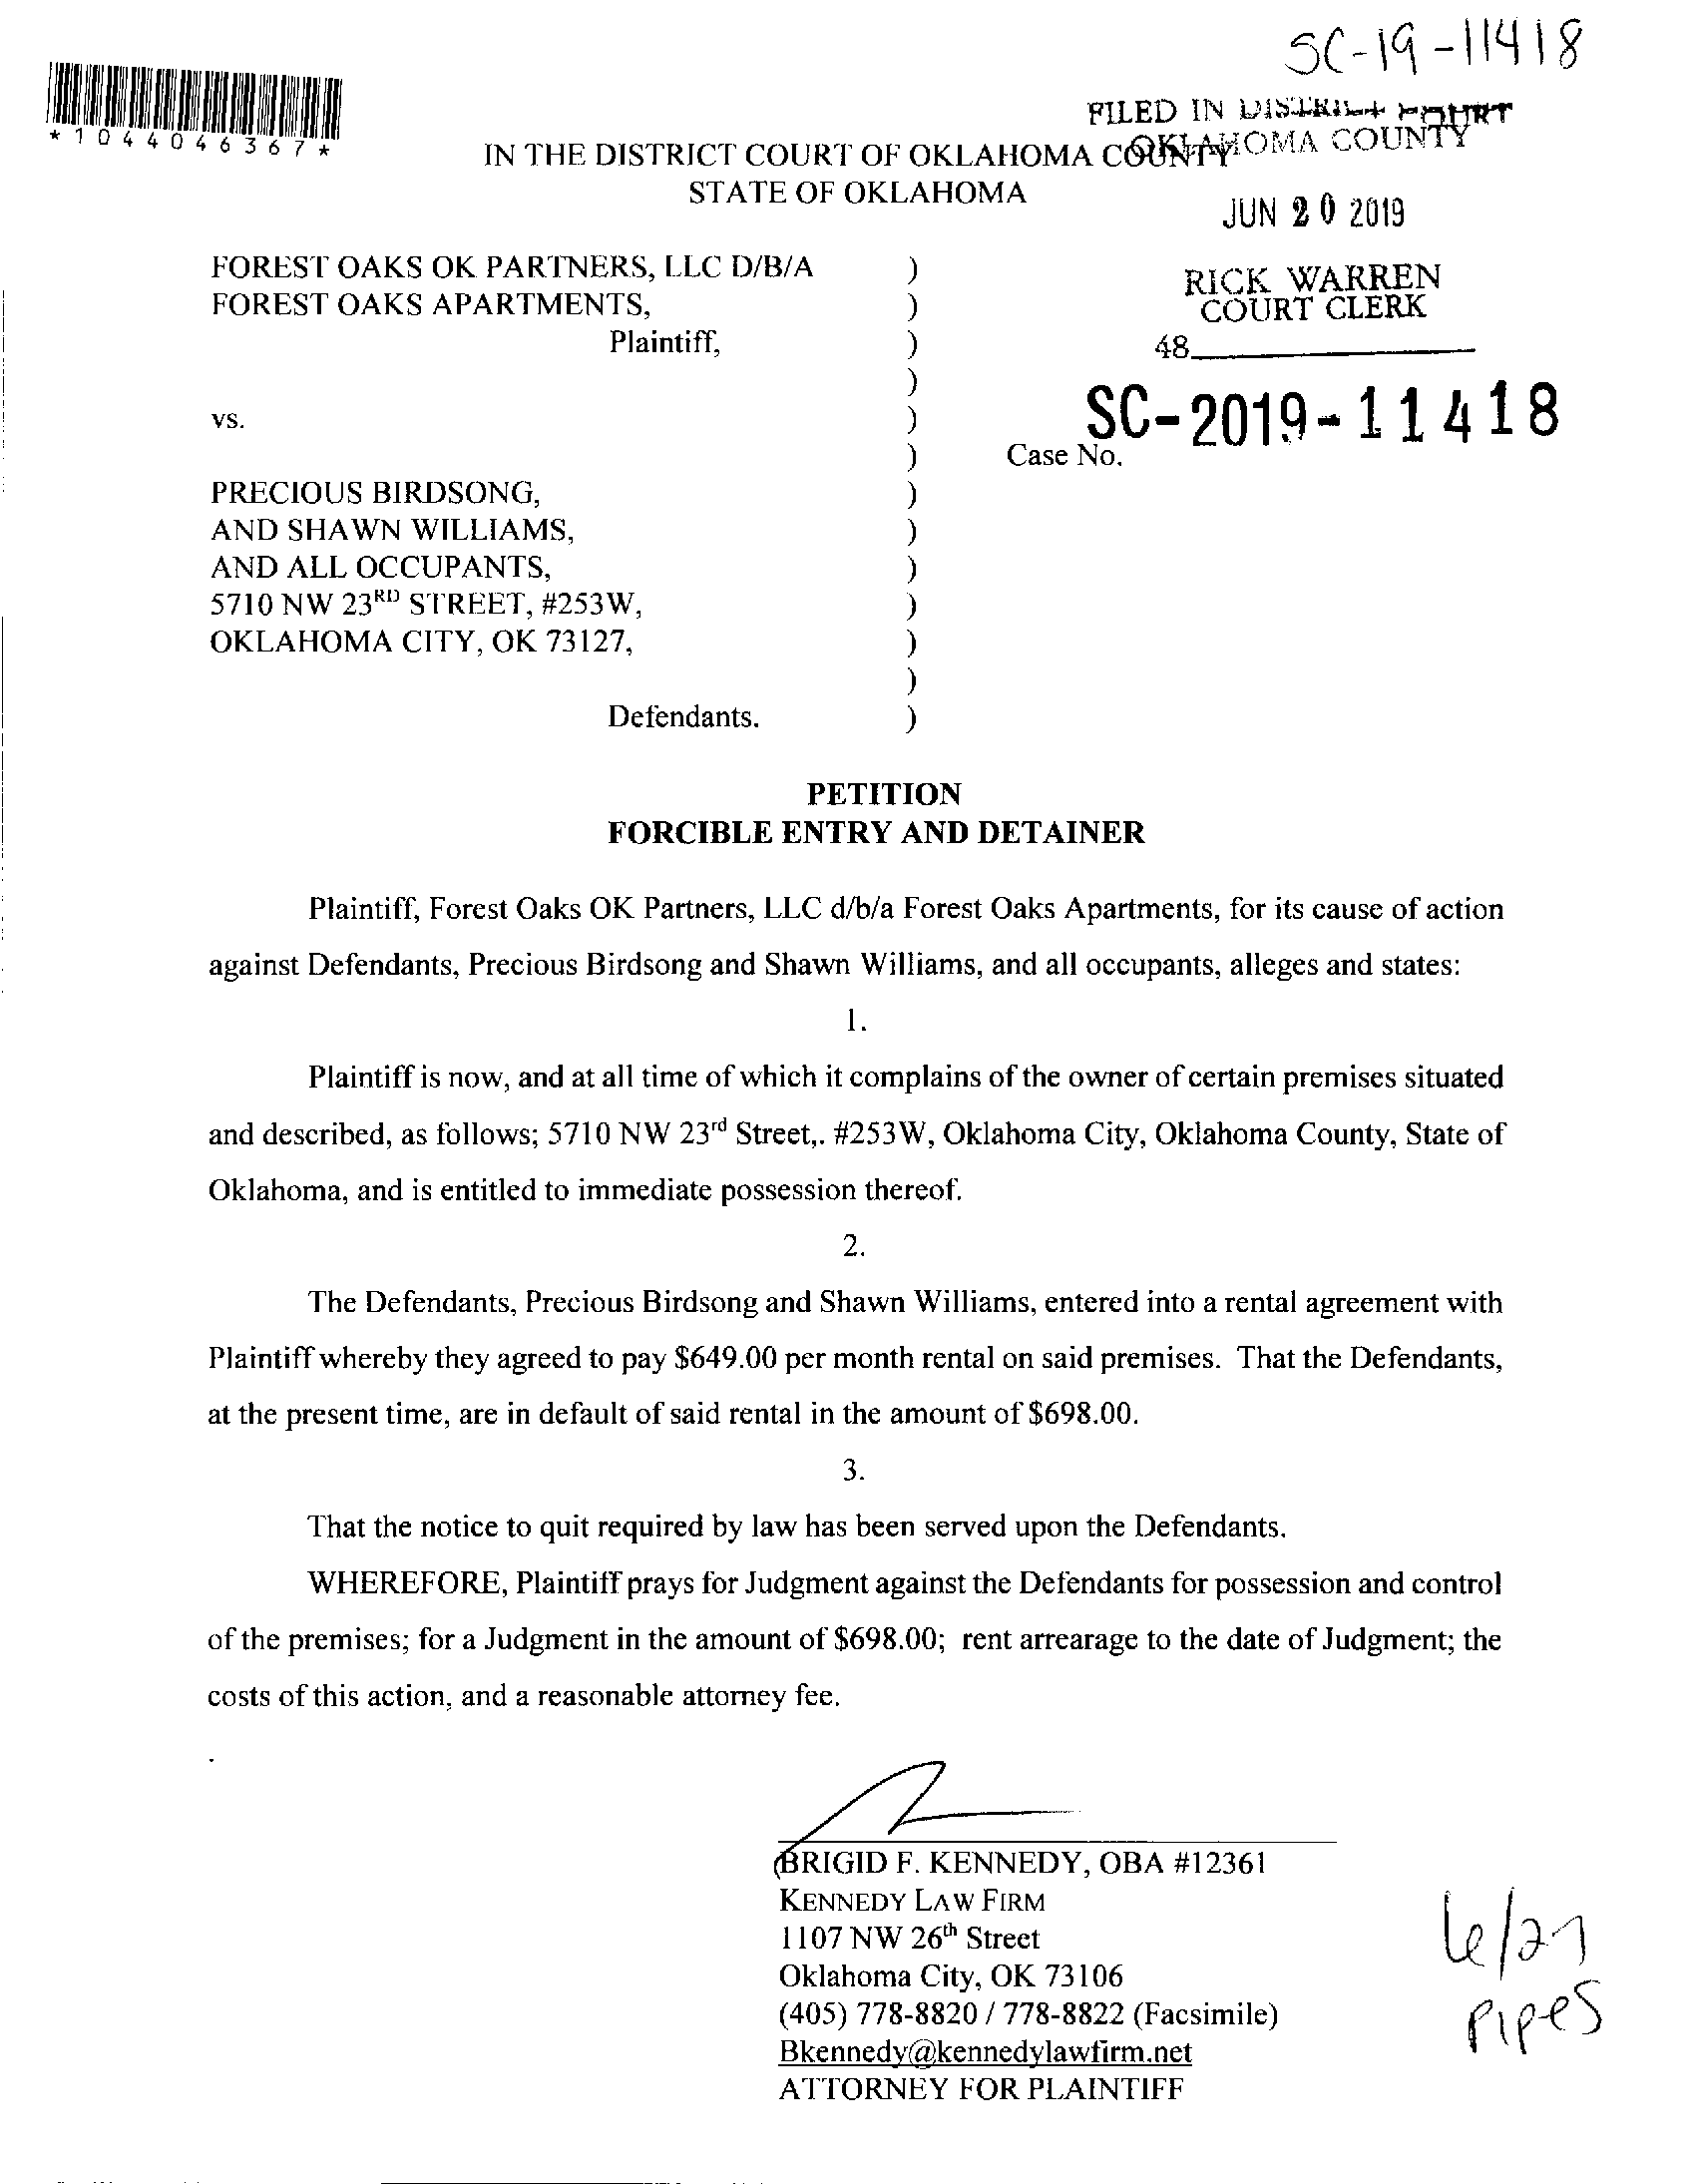 SC-19-11418
*1044046367*
FILED IN DISTRICT COURT
OKLAHOMA COUNTY
IN THE DISTRICT COURT OF OKLAHOMA COUNTY
STATE OF OKLAHOMA
JUN 20 2019
FOREST OAKS OK PARTNERS, LLC D/B/A )
FOREST OAKS APARTMENTS, )
Plaintiff, )
RICK WARREN
COURT CLERK
48
)
vs. )
)
SC-2019-11418
Case No.
PRECIOUS BIRDSONG, )
AND SHAWN WILLIAMS, )
AND ALL OCCUPANTS, )
5710 NW 23RD STREET, #253W, )
OKLAHOMA CITY, OK 73127, )
)
Defendants. )
PETITION
FORCIBLE ENTRY AND DETAINER
Plaintiff, Forest Oaks OK Partners, LLC d/b/a Forest Oaks Apartments, for its cause of action
against Defendants, Precious Birdsong and Shawn Williams, and all occupants, alleges and states:
1.
Plaintiff is now, and at all time of which it complains of the owner of certain premises situated
and described, as follows; 5710 NW 23rd Street,. #253W, Oklahoma City, Oklahoma County, State of
Oklahoma, and is entitled to immediate possession thereof.
2.
The Defendants, Precious Birdsong and Shawn Williams, entered into a rental agreement with
Plaintiff whereby they agreed to pay $649.00 per month rental on said premises. That the Defendants,
at the present time, are in default of said rental in the amount of $698.00.
3.
That the notice to quit required by law has been served upon the Defendants.
WHEREFORE, Plaintiff prays for Judgment against the Defendants for possession and control
of the premises; for a Judgment in the amount of $698.00; rent arrearage to the date of Judgment; the
costs of this action, and a reasonable attorney fee.
BRIGID F. KENNEDY, OBA #12361
KENNEDY LAW FIRM
1107 NW 26th Street
Oklahoma City, OK 73106
(405) 778-8820 / 778-8822 (Facsimile)
Bkennedy@kennedylawfirm.net
ATTORNEY FOR PLAINTIFF
6/27
Pipes